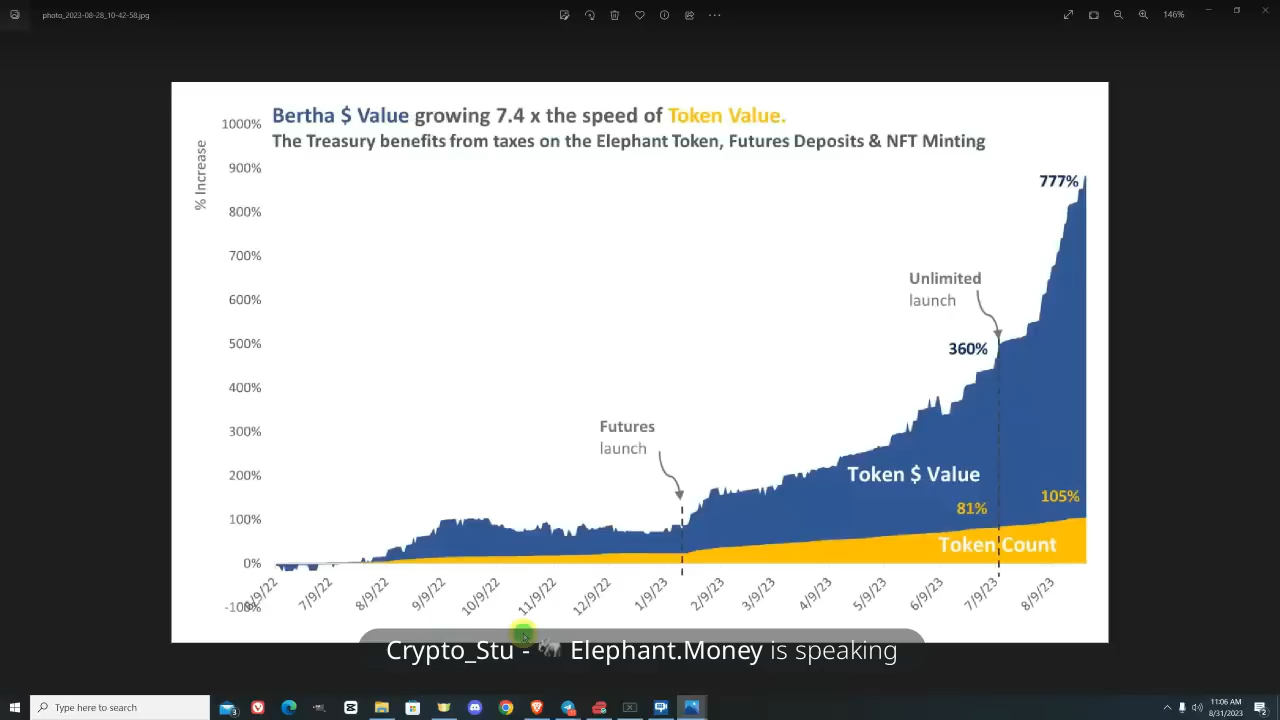 photo_2023-08-28_10-42-58.jpg
146%
Bertha $ Value growing 7.4 x the speed of Token Value.
The Treasury benefits from taxes on the Elephant Token, Futures Deposits & NFT Minting
% Increase
1000%
900%
800%
700%
600%
500%
400%
300%
200%
100%
0%
-100%
777%
Unlimited
launch
360%
Futures
launch
Token $ Value
81%
105%
Token Count
6/9/22
7/9/22
8/9/22
9/9/22
10/9/22
11/9/22
12/9/22
1/9/23
2/9/23
3/9/23
4/9/23
5/9/23
6/9/23
7/9/23
8/9/23
Crypto_Stu - 🐘 Elephant.Money is speaking
Type here to search
3
11:06 AM
8/31/2023